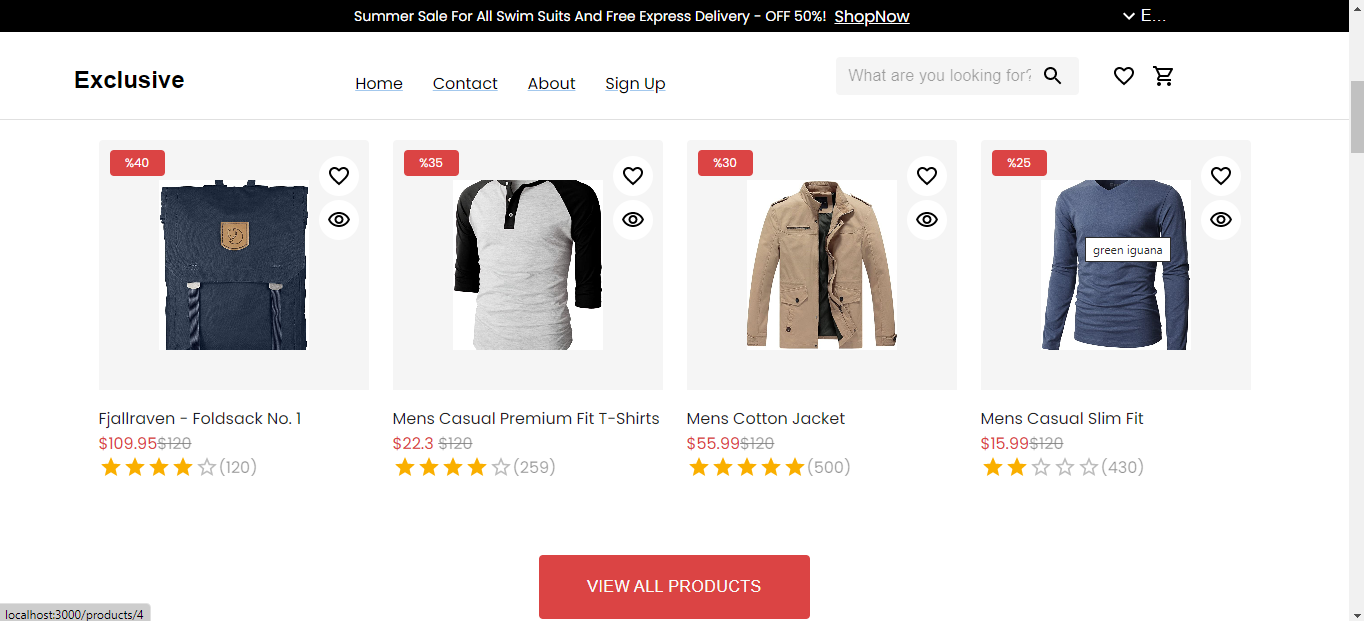 Summer Sale For All Swim Suits And Free Express Delivery - OFF 50%! ShopNow E...
Exclusive Home Contact About Sign Up What are you looking for?
%40 %35 %30 %25
green iguana
Fjallraven - Foldsack No. 1 Mens Casual Premium Fit T-Shirts Mens Cotton Jacket Mens Casual Slim Fit
$109.95$120 $22.3 $120 $55.99$120 $15.99$120
(120) (259) (500) (430)
VIEW ALL PRODUCTS
localhost:3000/products/4